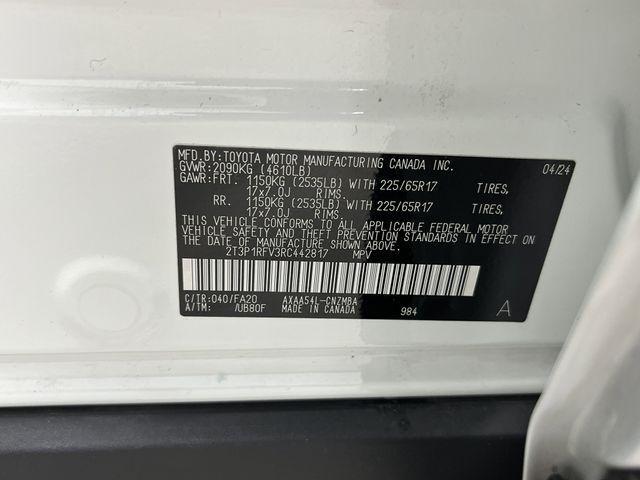 MFD.BY:TOYOTA MOTOR MANUFACTURING CANADA INC. 04/24
GVWR:2090KG (4610LB)
GAWR:FRT. 1150KG (2535LB) WITH 225/65R17 TIRES,
17x7.0J RIMS.
RR. 1150KG (2535LB) WITH 225/65R17 TIRES,
17x7.0J RIMS.
THIS VEHICLE CONFORMS TO ALL APPLICABLE FEDERAL MOTOR
VEHICLE SAFETY AND THEFT PREVENTION STANDARDS IN EFFECT ON
THE DATE OF MANUFACTURE SHOWN ABOVE.
2T3P1RFV3RC442817 MPV
C/TR:040/FA20 AXAA54L-CNZMBA
A/TM: /UB80F MADE IN CANADA 984 A